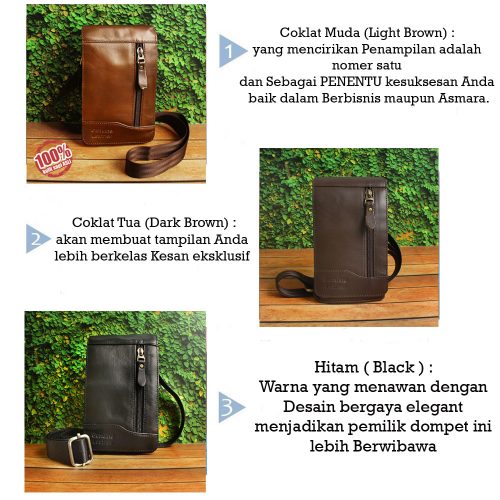 1
Coklat Muda (Light Brown) :
yang mencirikan Penampilan adalah
nomer satu
dan Sebagai PENENTU kesuksesan Anda
baik dalam Berbisnis maupun Asmara.
100%
2
Coklat Tua (Dark Brown) :
akan membuat tampilan Anda
lebih berkelas Kesan eksklusif
3
Hitam ( Black ) :
Warna yang menawan dengan
Desain bergaya elegant
menjadikan pemilik dompet ini
lebih Berwibawa